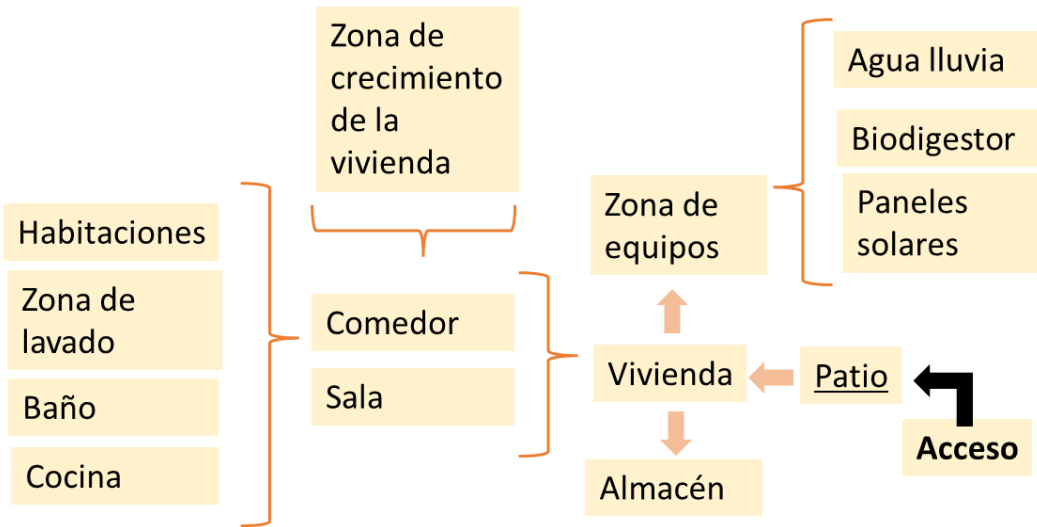 Zona de
crecimiento
de la
vivienda
Habitaciones
Zona de
lavado
Baño
Cocina
Comedor
Sala
Zona de
equipos
Vivienda
Almacén
Agua lluvia
Biodigestor
Paneles
solares
Patio
Acceso